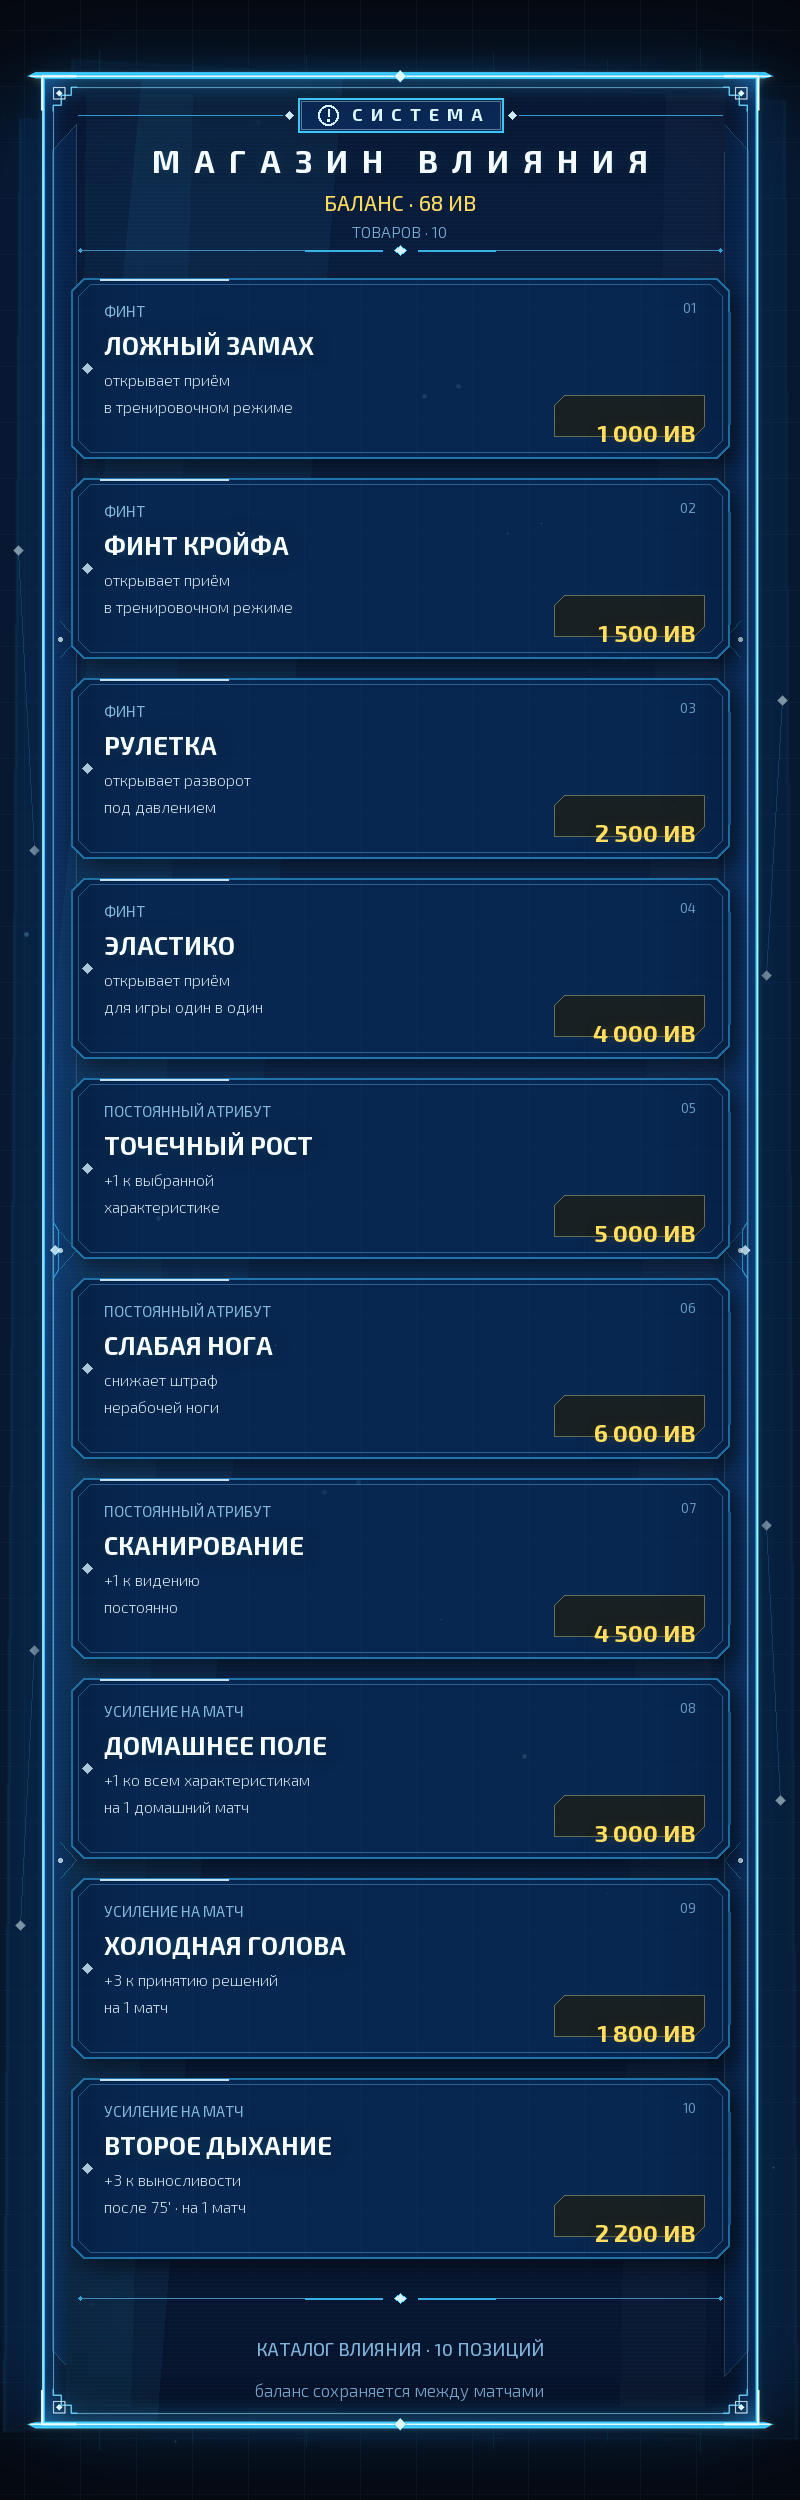 СИСТЕМА
МАГАЗИН ВЛИЯНИЯ
БАЛАНС · 68 ИВ
ТОВАРОВ · 10
ФИНТ
01
ЛОЖНЫЙ ЗАМАХ
открывает приём
в тренировочном режиме
1 000 ИВ
ФИНТ
02
ФИНТ КРОЙФА
открывает приём
в тренировочном режиме
1 500 ИВ
ФИНТ
03
РУЛЕТКА
открывает разворот
под давлением
2 500 ИВ
ФИНТ
04
ЭЛАСТИКО
открывает приём
для игры один в один
4 000 ИВ
ПОСТОЯННЫЙ АТРИБУТ
05
ТОЧЕЧНЫЙ РОСТ
+1 к выбранной
характеристике
5 000 ИВ
ПОСТОЯННЫЙ АТРИБУТ
06
СЛАБАЯ НОГА
снижает штраф
нерабочей ноги
6 000 ИВ
ПОСТОЯННЫЙ АТРИБУТ
07
СКАНИРОВАНИЕ
+1 к видению
постоянно
4 500 ИВ
УСИЛЕНИЕ НА МАТЧ
08
ДОМАШНЕЕ ПОЛЕ
+1 ко всем характеристикам
на 1 домашний матч
3 000 ИВ
УСИЛЕНИЕ НА МАТЧ
09
ХОЛОДНАЯ ГОЛОВА
+3 к принятию решений
на 1 матч
1 800 ИВ
УСИЛЕНИЕ НА МАТЧ
10
ВТОРОЕ ДЫХАНИЕ
+3 к выносливости
после 75' · на 1 матч
2 200 ИВ
КАТАЛОГ ВЛИЯНИЯ · 10 ПОЗИЦИЙ
баланс сохраняется между матчами